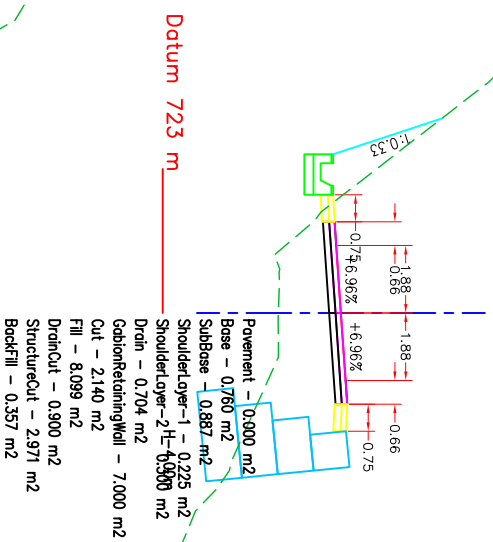 Datum 723 m
1:0.33
0.75
0.66
1.88
+6.96%
+6.96%
1.88
0.66
0.75
H-4.00m
Pavement - 0.000 m2
Base - 0.760 m2
SubBase - 0.887 m2
ShoulderLayer-1 - 0.225 m2
ShoulderLayer-2 - 0.300 m2
Drain - 0.704 m2
GabionRetainingWall - 7.000 m2
Cut - 2.140 m2
Fill - 8.099 m2
DrainCut - 0.900 m2
StructureCut - 2.971 m2
BackFill - 0.357 m2